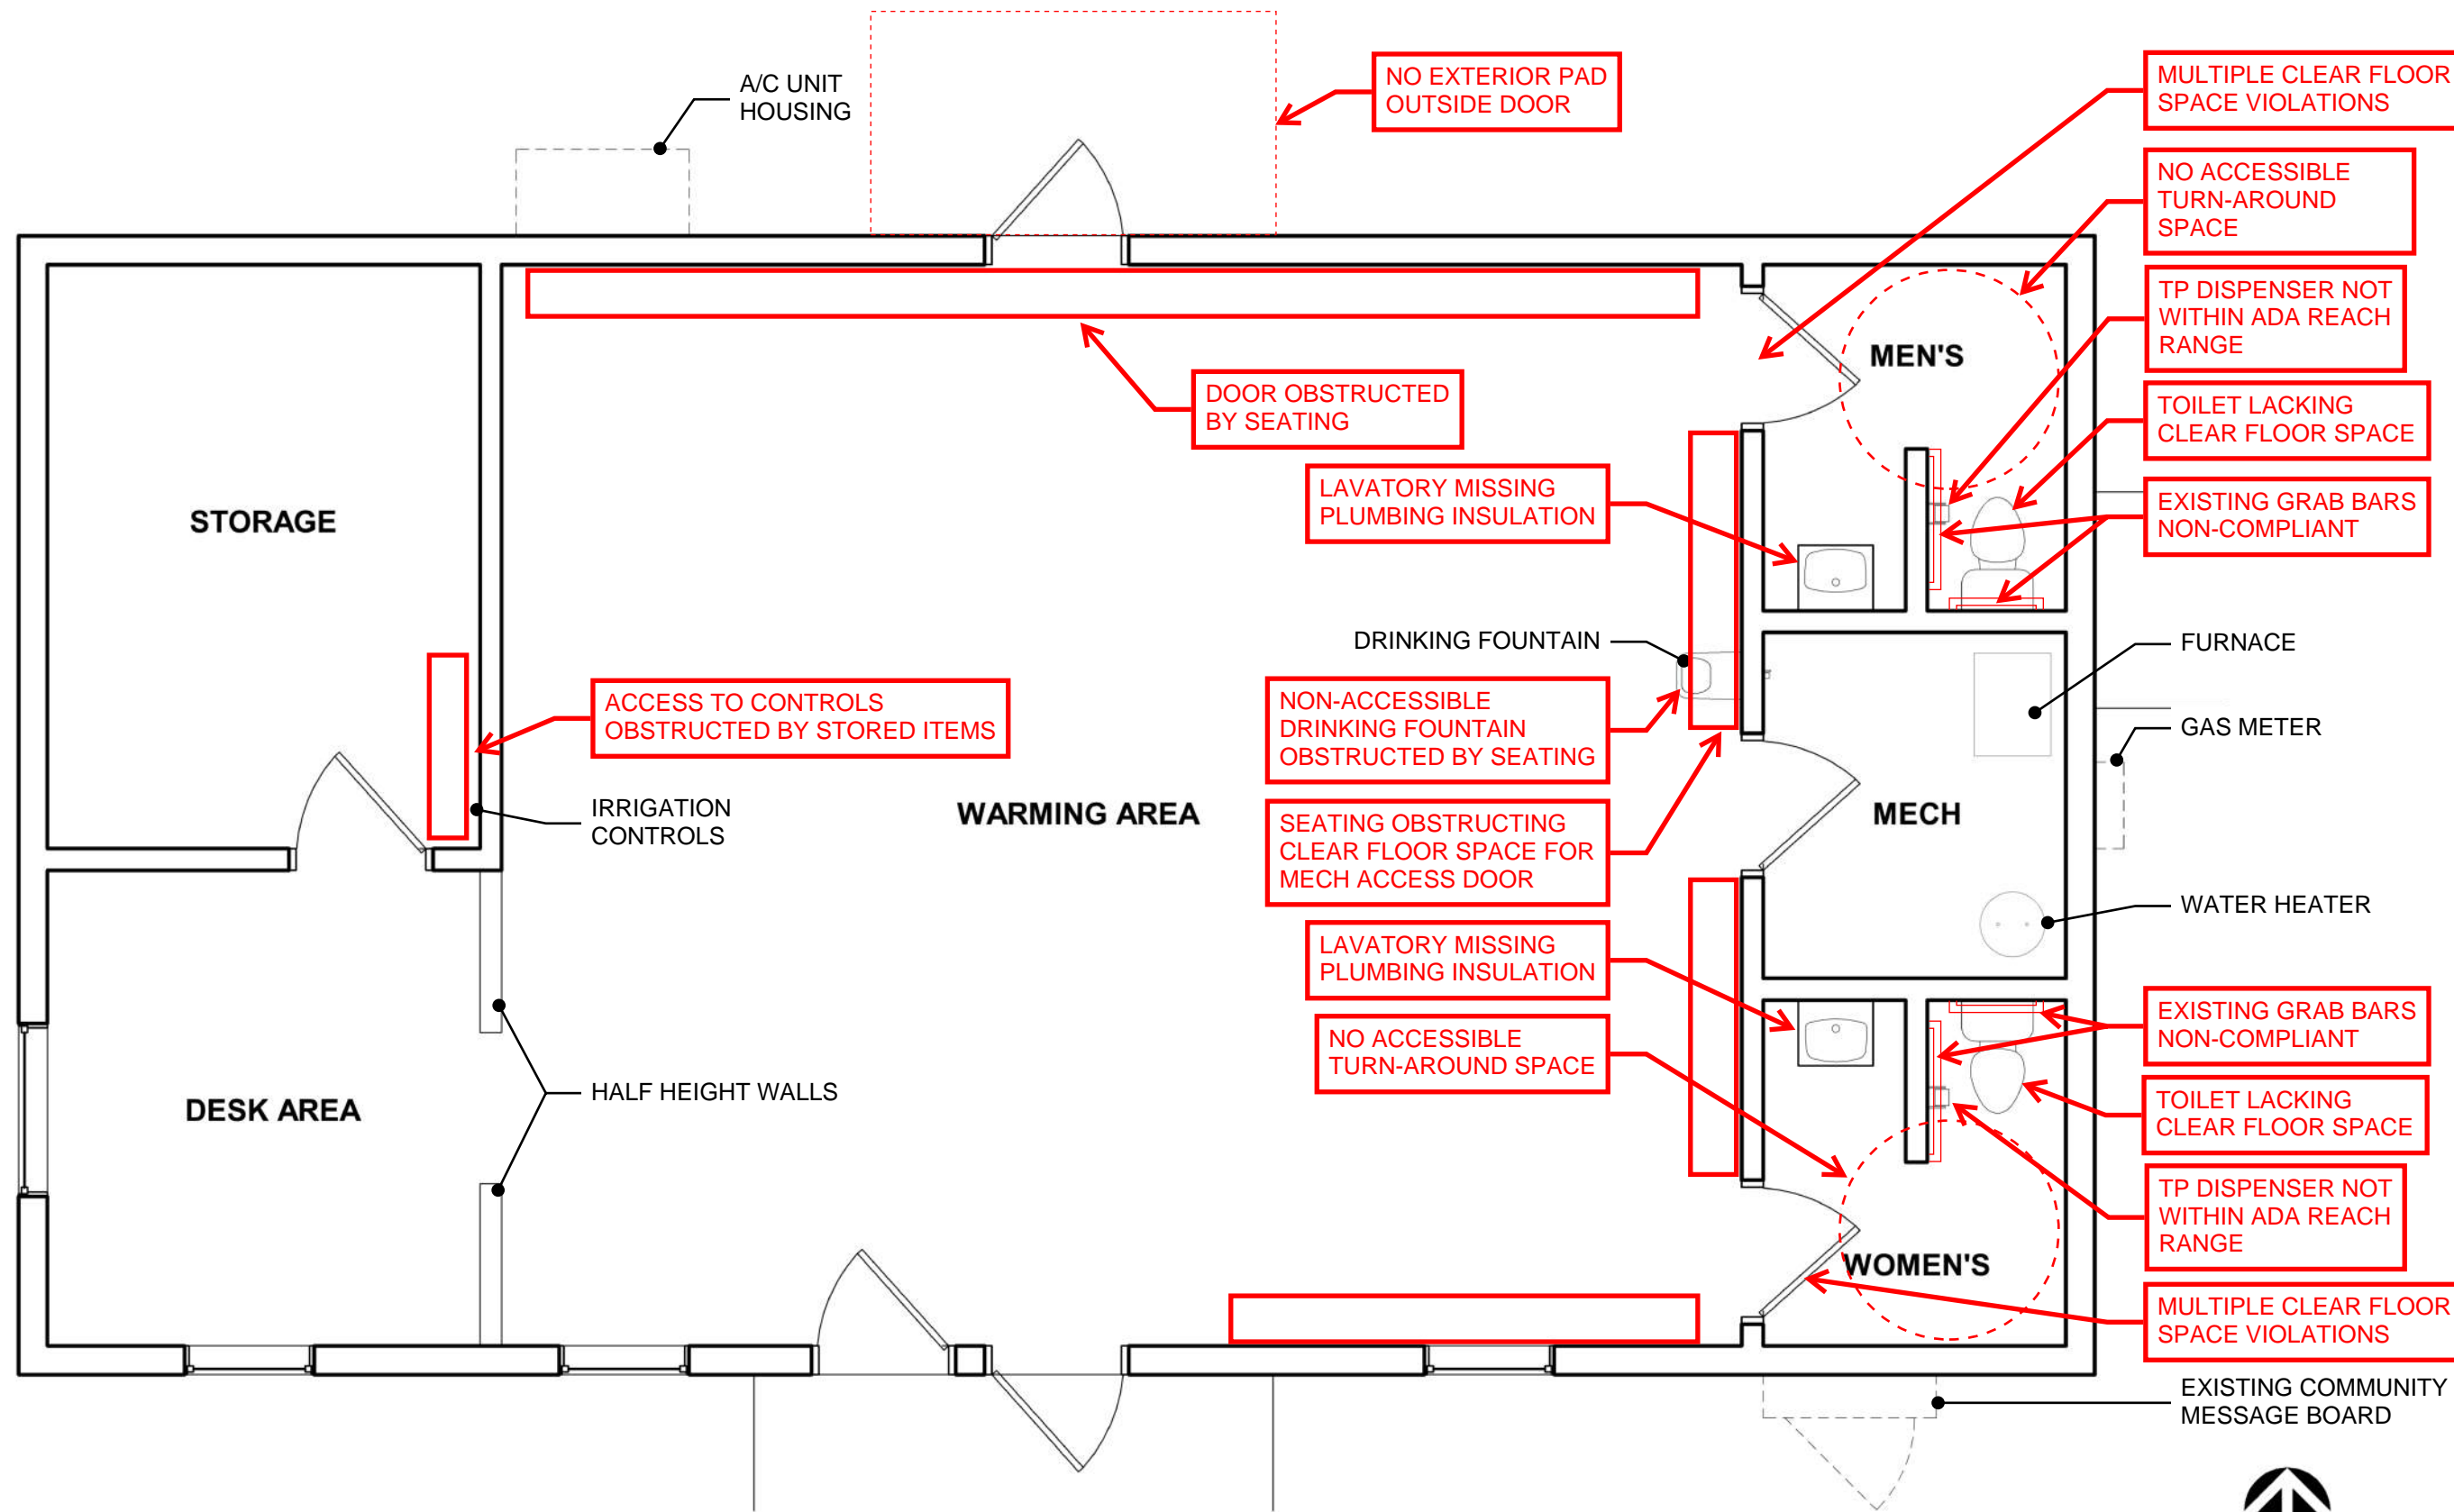 A/C UNIT
HOUSING
NO EXTERIOR PAD
OUTSIDE DOOR
MULTIPLE CLEAR FLOOR
SPACE VIOLATIONS
NO ACCESSIBLE
TURN-AROUND
SPACE
TP DISPENSER NOT
WITHIN ADA REACH
RANGE
MEN'S
DOOR OBSTRUCTED
BY SEATING
TOILET LACKING
CLEAR FLOOR SPACE
LAVATORY MISSING
PLUMBING INSULATION
EXISTING GRAB BARS
NON-COMPLIANT
STORAGE
DRINKING FOUNTAIN
FURNACE
ACCESS TO CONTROLS
OBSTRUCTED BY STORED ITEMS
NON-ACCESSIBLE
DRINKING FOUNTAIN
OBSTRUCTED BY SEATING
GAS METER
IRRIGATION
CONTROLS
WARMING AREA
SEATING OBSTRUCTING
CLEAR FLOOR SPACE FOR
MECH ACCESS DOOR
MECH
WATER HEATER
LAVATORY MISSING
PLUMBING INSULATION
EXISTING GRAB BARS
NON-COMPLIANT
NO ACCESSIBLE
TURN-AROUND SPACE
HALF HEIGHT WALLS
DESK AREA
TOILET LACKING
CLEAR FLOOR SPACE
TP DISPENSER NOT
WITHIN ADA REACH
RANGE
WOMEN'S
MULTIPLE CLEAR FLOOR
SPACE VIOLATIONS
EXISTING COMMUNITY
MESSAGE BOARD